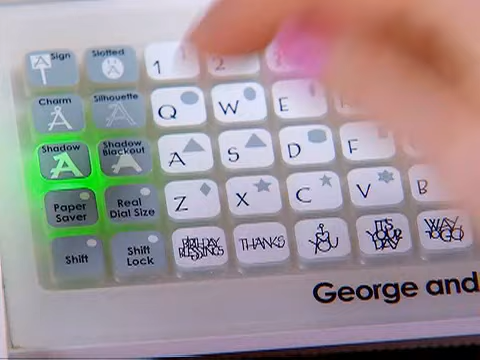 Sign Slotted 1 2
Charm Silhouette Q W E
Shadow Shadow Blackout A S D F
Paper Saver Real Dial Size Z X C V B
Shift Shift Lock BIRTHDAY BLESSINGS THANKS YOU IT'S YOUR DAY WAY TO GO
George and